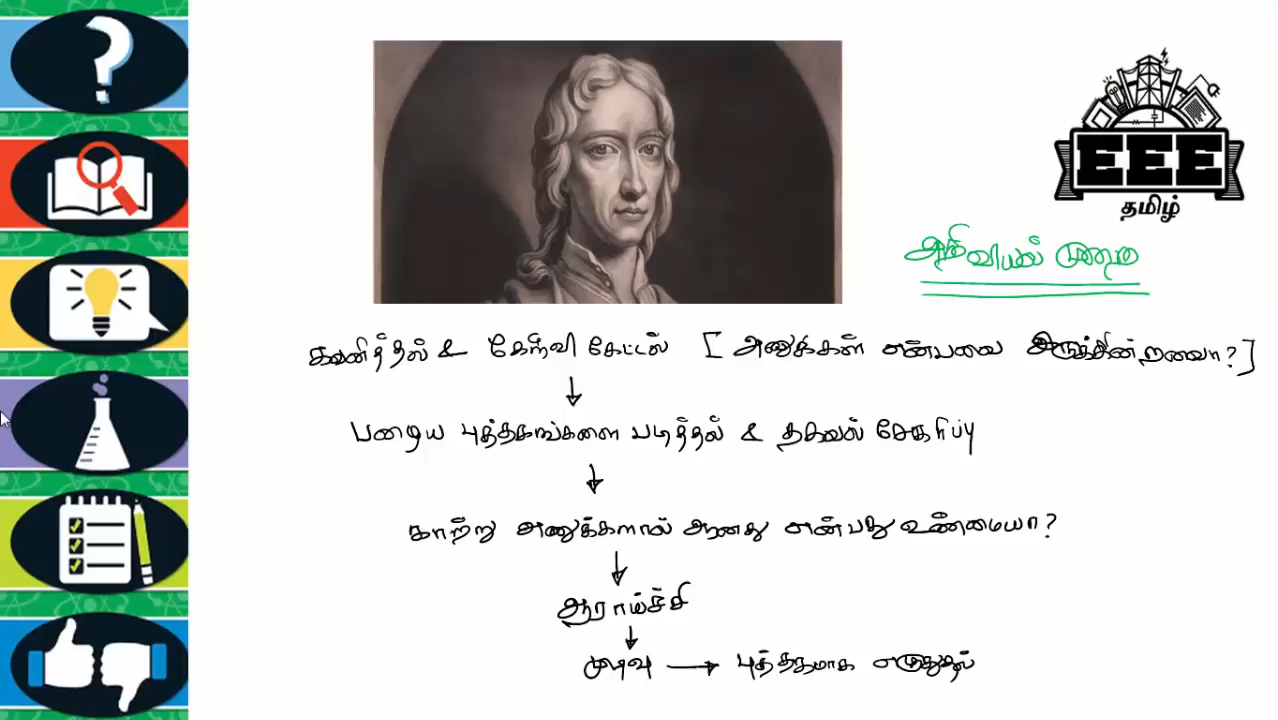 EEE
தமிழ்
அறிவியல் முறை
கவனித்தல் & கேள்வி கேட்டல் [அணுக்கள் என்பவை இருக்கின்றனவா?]
பழைய புத்தகங்களை படித்தல் & தகவல் சேகரிப்பு
காற்று அணுக்களால் ஆனது என்பது உண்மையா?
ஆராய்ச்சி
முடிவு → புத்தகமாக எழுதுதல்